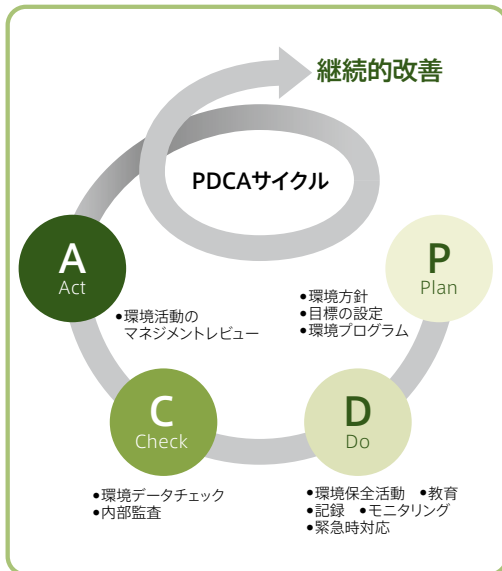 継続的改善
PDCAサイクル
P
Plan
●環境方針
●目標の設定
●環境プログラム
D
Do
●環境保全活動 ●教育
●記録 ●モニタリング
●緊急時対応
C
Check
●環境データチェック
●内部監査
A
Act
●環境活動の
マネジメントレビュー